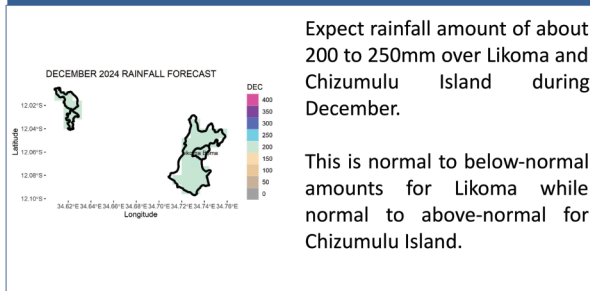 Expect rainfall amount of about
200 to 250mm over Likoma and
Chizumulu Island during
December.
This is normal to below-normal
amounts for Likoma while
normal to above-normal for
Chizumulu Island.
DECEMBER 2024 RAINFALL FORECAST
DEC
400
350
300
250
200
150
100
50
0
Latitude
12.02°S
12.04°S
12.06°S
12.08°S
12.10°S
34.62°E 34.64°E 34.66°E 34.68°E 34.70°E 34.72°E 34.74°E 34.76°E
Longitude